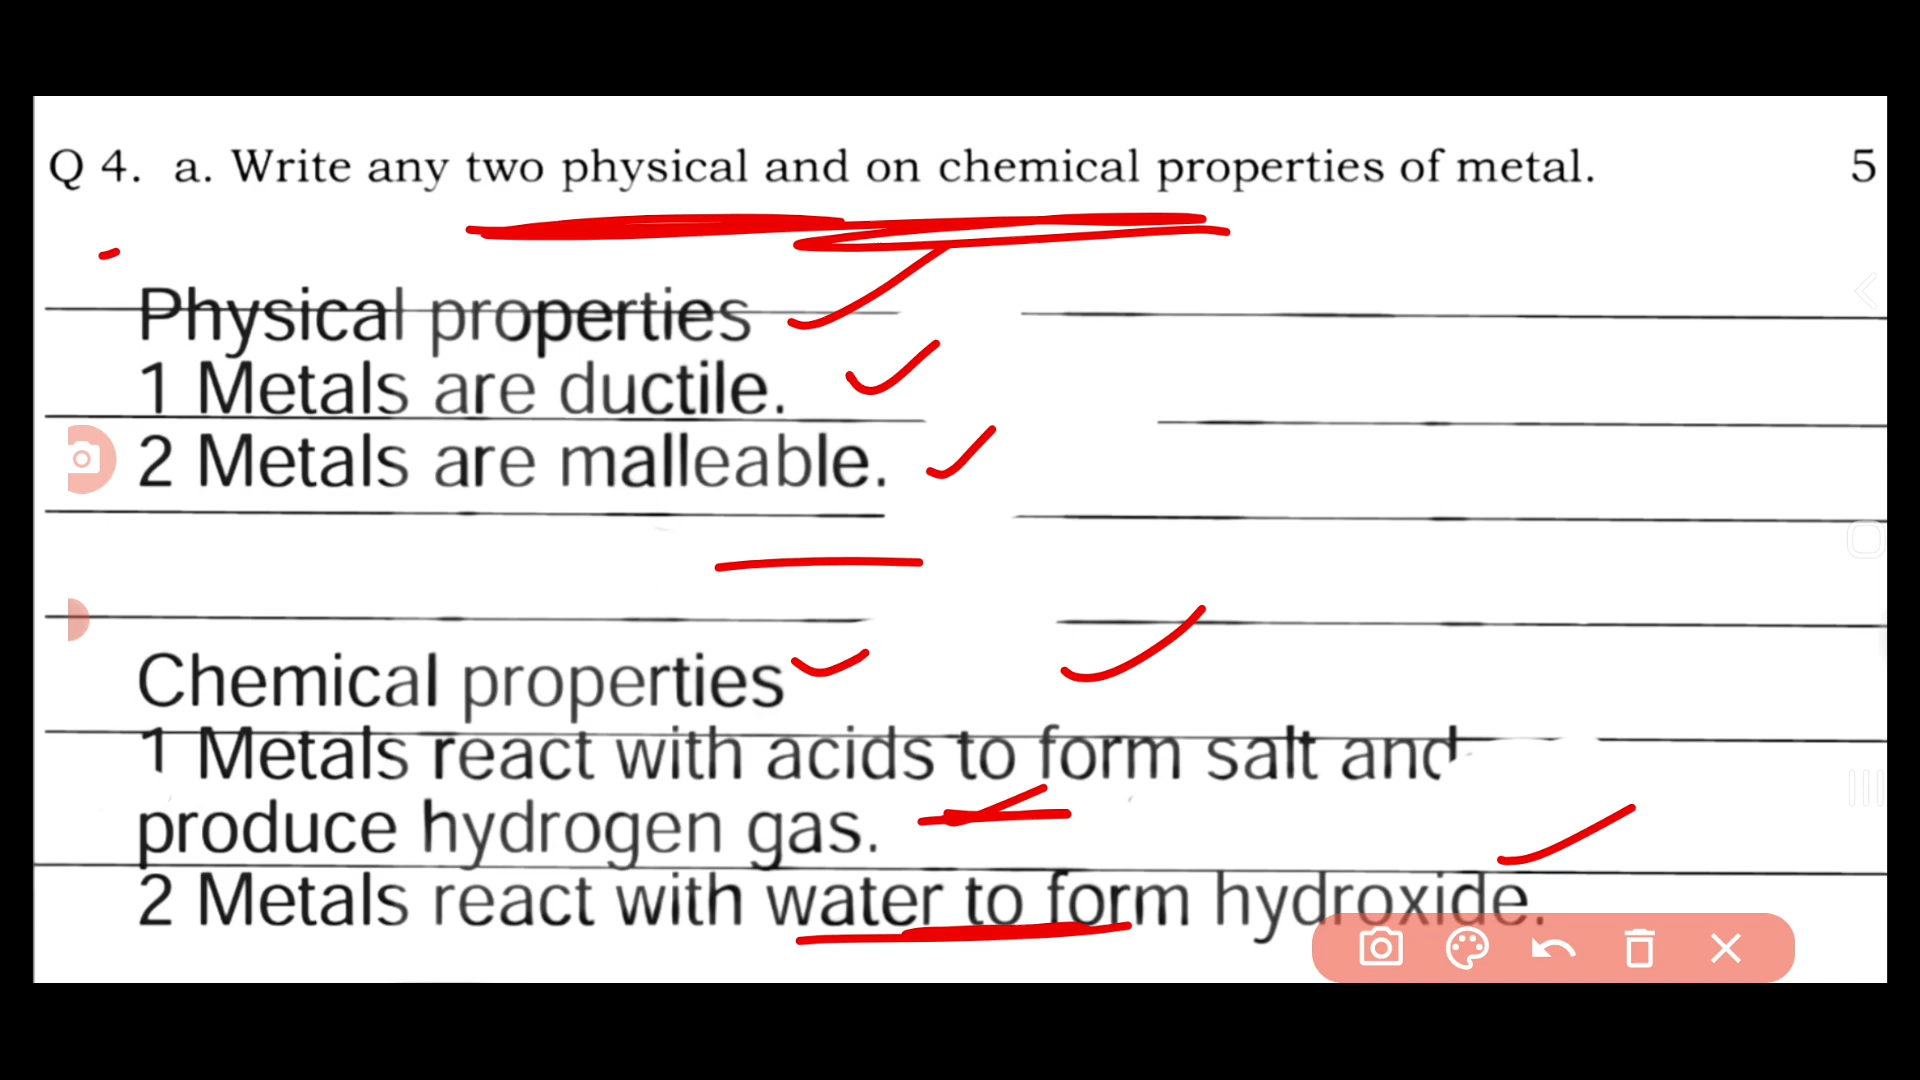 Q 4. a. Write any two physical and on chemical properties of metal. 5
Physical properties
1 Metals are ductile.
2 Metals are malleable.
Chemical properties
1 Metals react with acids to form salt and
produce hydrogen gas.
2 Metals react with water to form hydroxide.